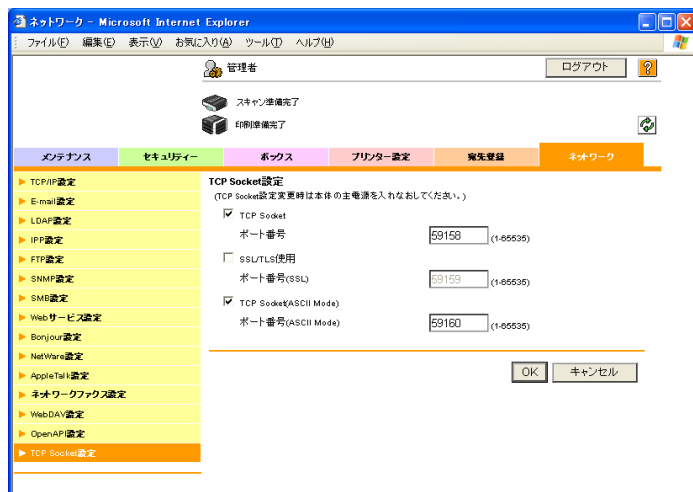 ネットワーク - Microsoft Internet Explorer
ファイル(F) 編集(E) 表示(V) お気に入り(A) ツール(T) ヘルプ(H)
管理者
ログアウト
?
スキャン準備完了
印刷準備完了
メンテナンス セキュリティー ボックス プリンター設定 宛先登録 ネットワーク
TCP/IP設定
E-mail設定
LDAP設定
IPP設定
FTP設定
SNMP設定
SMB設定
Webサービス設定
Bonjour設定
NetWare設定
AppleTalk設定
ネットワークファクス設定
WebDAV設定
OpenAPI設定
TCP Socket設定
TCP Socket設定
(TCP Socket設定変更時は本体の主電源を入れなおしてください。)
TCP Socket
ポート番号 59158 (1-65535)
SSL/TLS使用
ポート番号(SSL) 59159 (1-65535)
TCP Socket(ASCII Mode)
ポート番号(ASCII Mode) 59160 (1-65535)
OK キャンセル